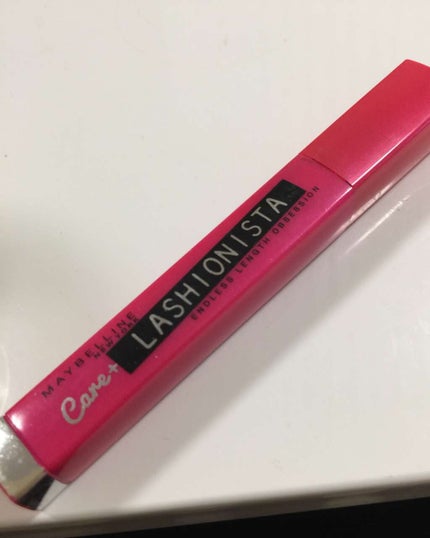 MAYBELLINE
NEW YORK
Care+
LASHIONISTA
ENDLESS LENGTH OBSESSION